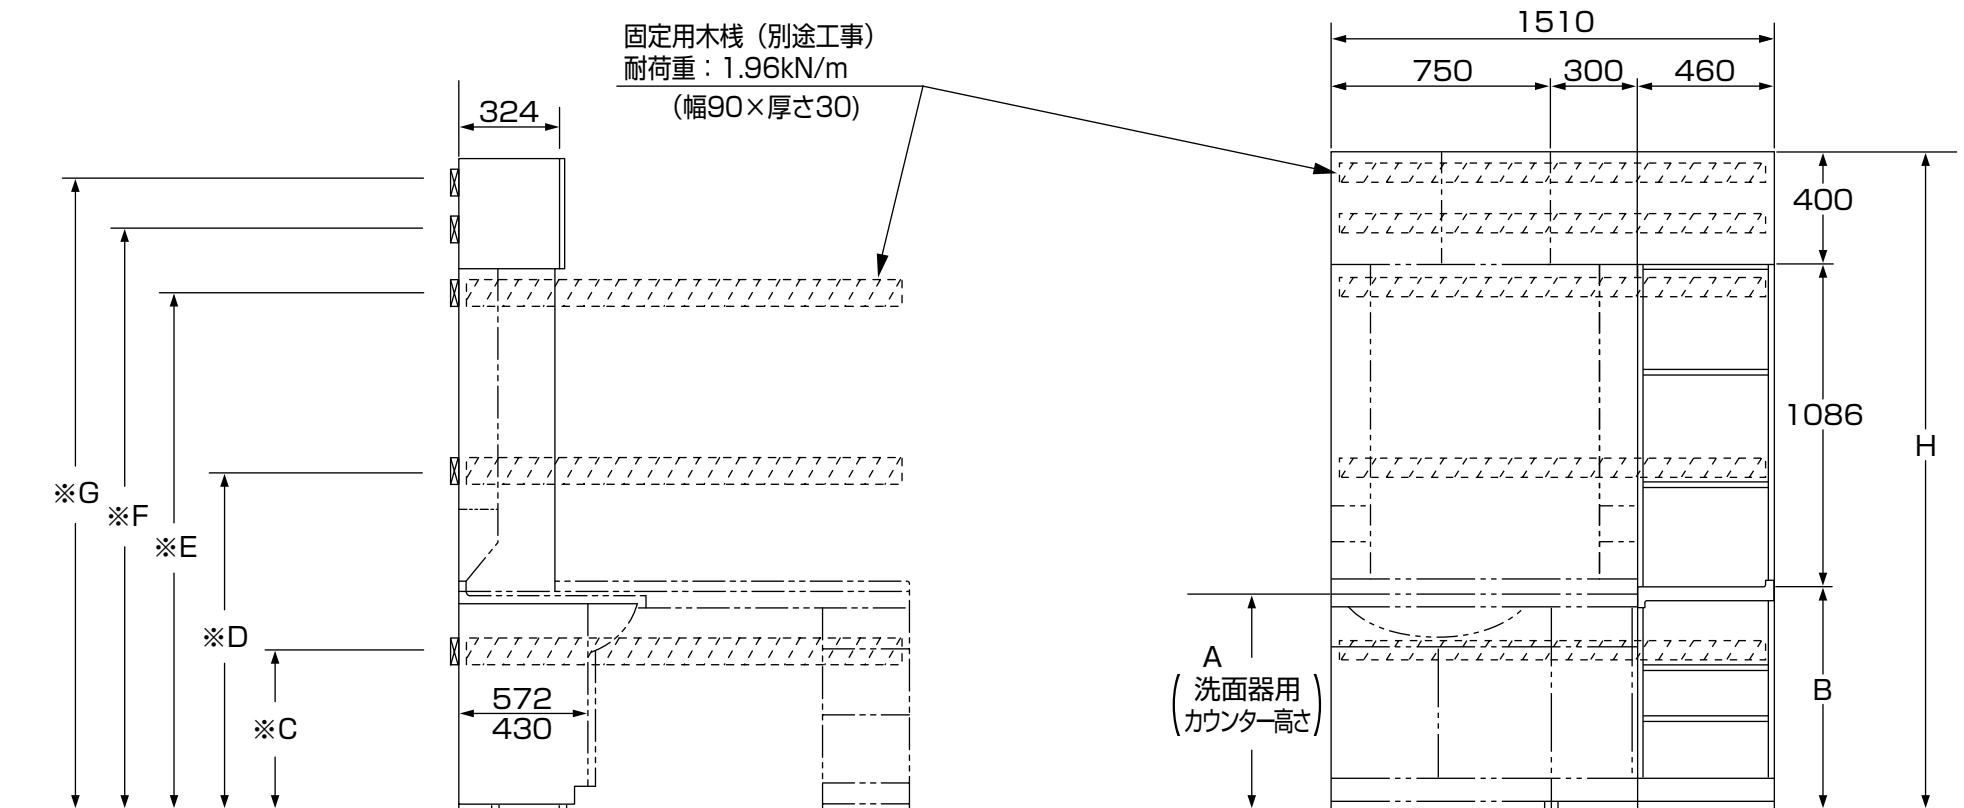 固定用木桟（別途工事）
耐荷重：1.96kN/m
（幅90×厚さ30）
324
1510
750
300
460
400
1086
H
B
A
洗面器用
カウンター高さ
※G
※F
※E
※D
※C
572
430